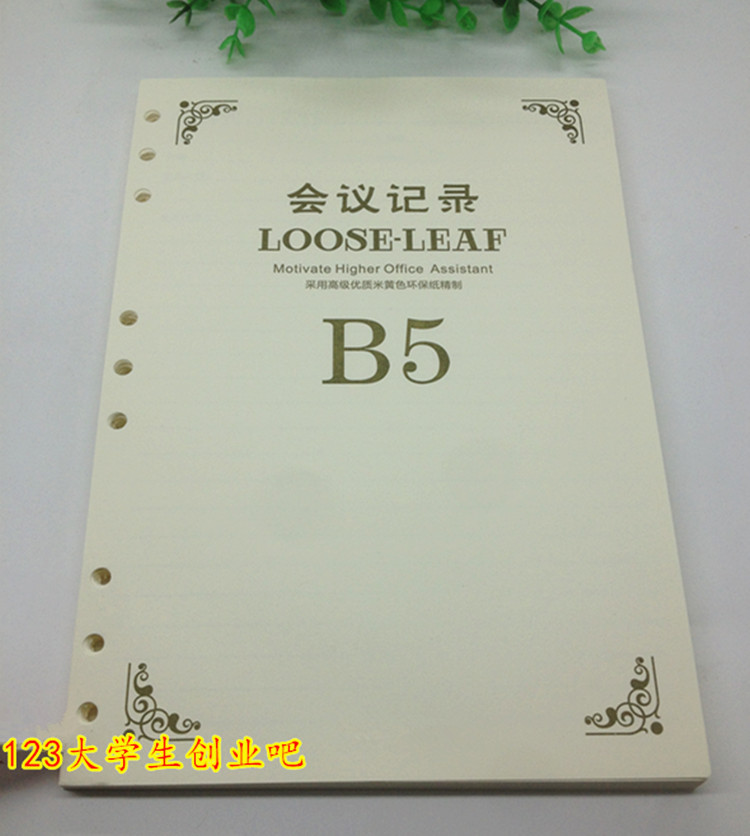 会议记录
LOOSE-LEAF
Motivate Higher Office Assistant
采用高级优质米黄色环保纸精制
B5
123大学生创业吧